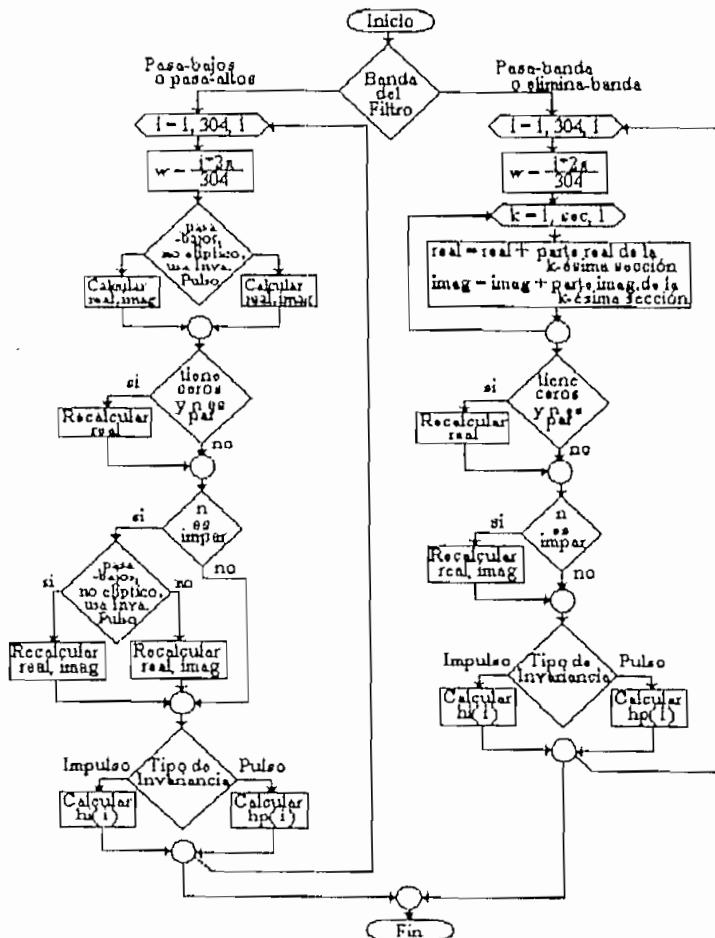 Inicio
Banda
del
Filtro
Pasa-bajos
o pasa-altos
i = 1, 304, 1
w = i*2π
304
pasa
-bajos,
no elíptico,
usa Inva.
Pulso
Calcular
real, imag
Calcular
real, imag
tiene
ceros
y n es
par
si
Recalcular
real
no
n
es
impar
si
no
pasa
-bajos,
no elíptico,
usa Inva.
Pulso
si
no
Recalcular
real, imag
Recalcular
real, imag
Tipo de
Invariancia
Impulso
Pulso
Calcular
hi(i)
Calcular
hp(i)
Pasa-banda
o elimina-banda
i = 1, 304, 1
w = i*2π
304
k = 1, sec, 1
real = real + parte real de la
k-ésima sección
imag = imag + parte imag. de la
k-ésima sección
tiene
ceros
y n es
par
si
Recalcular
real
no
n
es
impar
si
Recalcular
real, imag
no
Tipo de
Invariancia
Impulso
Pulso
Calcular
hi(i)
Calcular
hp(i)
Fin